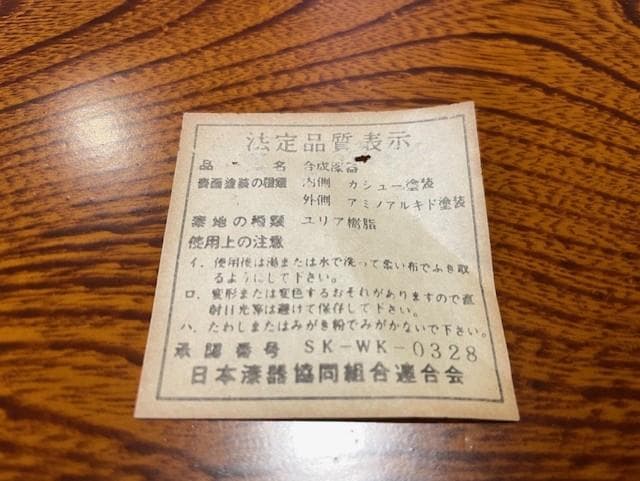 法定品質表示
品名 合成漆器
表面塗装の種類 内側 カシュー塗装
外側 アミノアルキド塗装
素地の種類 ユリア樹脂
使用上の注意
イ. 使用後は湯または水で洗って柔い布でふき取
るようにして下さい。
ロ. 変形または変色するおそれがありますので直
射日光等は避けて保存して下さい。
ハ. たわしまたはみがき粉でみがかないで下さい。
承認番号 SK-WK-0328
日本漆器協同組合連合会